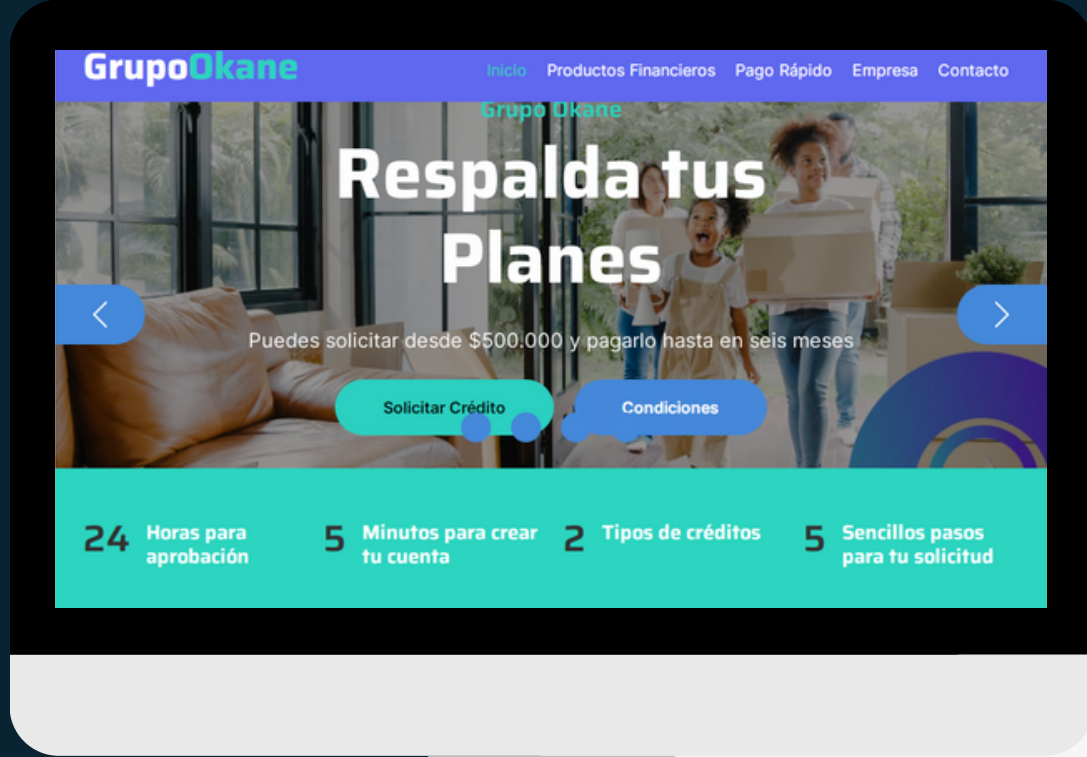 GrupoOkane
Inicio Productos Financieros Pago Rápido Empresa Contacto
Grupo Okane
Respalda tus
Planes
Puedes solicitar desde $500.000 y pagarlo hasta en seis meses
Solicitar Crédito
Condiciones
24 Horas para
aprobación
5 Minutos para crear
tu cuenta
2 Tipos de créditos
5 Sencillos pasos
para tu solicitud